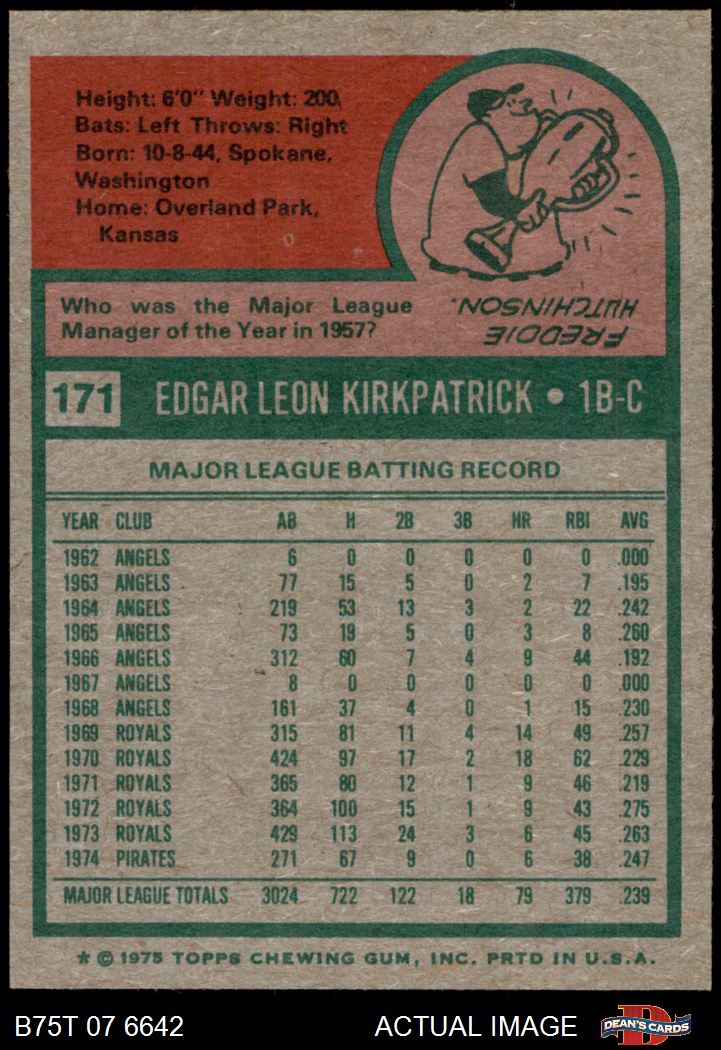 Height: 6'0" Weight: 200
Bats: Left Throws: Right
Born: 10-8-44, Spokane,
Washington
Home: Overland Park,
Kansas
Who was the Major League
Manager of the Year in 1957?
FREDDIE
HUTCHINSON.
171 EDGAR LEON KIRKPATRICK • 1B-C
MAJOR LEAGUE BATTING RECORD
YEAR CLUB AB H 2B 3B HR RBI AVG
1962 ANGELS 6 0 0 0 0 0 .000
1963 ANGELS 77 15 5 0 2 7 .195
1964 ANGELS 219 53 13 3 2 22 .242
1965 ANGELS 73 19 5 0 3 8 .260
1966 ANGELS 312 60 7 4 9 44 .192
1967 ANGELS 8 0 0 0 0 0 .000
1968 ANGELS 161 37 4 0 1 15 .230
1969 ROYALS 315 81 11 4 14 49 .257
1970 ROYALS 424 97 17 2 18 62 .229
1971 ROYALS 365 80 12 1 9 46 .219
1972 ROYALS 364 100 15 1 9 43 .275
1973 ROYALS 429 113 24 3 6 45 .263
1974 PIRATES 271 67 9 0 6 38 .247
MAJOR LEAGUE TOTALS 3024 722 122 18 79 379 .239
* © 1975 TOPPS CHEWING GUM, INC. PRTD IN U.S.A.
B75T 07 6642 ACTUAL IMAGE
D
DEAN'S CARDS